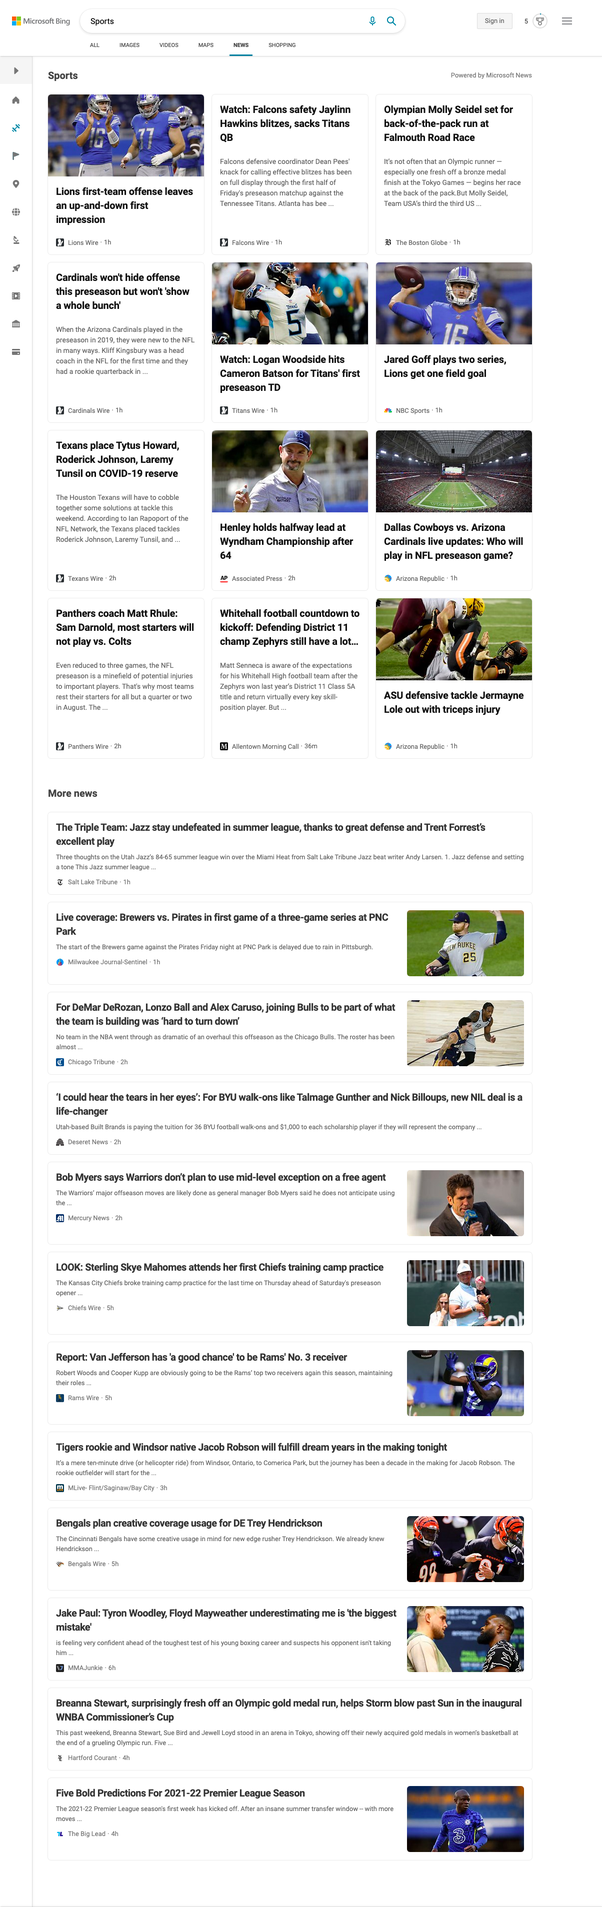 Microsoft Bing
Sports
Sign in
5
ALL
IMAGES
VIDEOS
MAPS
NEWS
SHOPPING
Sports
Powered by Microsoft News
Lions first-team offense leaves
an up-and-down first
impression
Lions Wire · 1h
Watch: Falcons safety Jaylinn
Hawkins blitzes, sacks Titans
QB
Falcons defensive coordinator Dean Pees'
knack for calling effective blitzes has been
on full display through the first half of
Friday's preseason matchup against the
Tennessee Titans. Atlanta has bee ...
Falcons Wire · 1h
Olympian Molly Seidel set for
back-of-the-pack run at
Falmouth Road Race
It's not often that an Olympic runner —
especially one fresh off a bronze medal
finish at the Tokyo Games — begins her race
at the back of the pack.But Molly Seidel,
Team USA's third the third US ...
The Boston Globe · 1h
Cardinals won't hide offense
this preseason but won't 'show
a whole bunch'
When the Arizona Cardinals played in the
preseason in 2019, they were new to the NFL
in many ways. Kliff Kingsbury was a head
coach in the NFL for the first time and they
had a rookie quarterback in ...
Cardinals Wire · 1h
5
Watch: Logan Woodside hits
Cameron Batson for Titans' first
preseason TD
Titans Wire · 1h
16
Jared Goff plays two series,
Lions get one field goal
NBC Sports · 1h
Texans place Tytus Howard,
Roderick Johnson, Laremy
Tunsil on COVID-19 reserve
The Houston Texans will have to cobble
together some solutions at tackle this
weekend. According to Ian Rapoport of the
NFL Network, the Texans placed tackles
Roderick Johnson, Laremy Tunsil, and ...
Texans Wire · 2h
Henley holds halfway lead at
Wyndham Championship after
64
AP Associated Press · 2h
Dallas Cowboys vs. Arizona
Cardinals live updates: Who will
play in NFL preseason game?
Arizona Republic · 1h
Panthers coach Matt Rhule:
Sam Darnold, most starters will
not play vs. Colts
Even reduced to three games, the NFL
preseason is a minefield of potential injuries
to important players. That's why most teams
rest their starters for all but a quarter or two
in August. The ...
Panthers Wire · 2h
Whitehall football countdown to
kickoff: Defending District 11
champ Zephyrs still have a lot...
Matt Senneca is aware of the expectations
for his Whitehall High football team after the
Zephyrs won last year's District 11 Class 5A
title and return virtually every key skill-
position player. But ...
Allentown Morning Call · 36m
ASU defensive tackle Jermayne
Lole out with triceps injury
Arizona Republic · 1h
More news
The Triple Team: Jazz stay undefeated in summer league, thanks to great defense and Trent Forrest's
excellent play
Three thoughts on the Utah Jazz's 84-65 summer league win over the Miami Heat from Salt Lake Tribune Jazz beat writer Andy Larsen. 1. Jazz defense and setting
a tone This Jazz summer league ...
Salt Lake Tribune · 1h
Live coverage: Brewers vs. Pirates in first game of a three-game series at PNC
Park
The start of the Brewers game against the Pirates Friday night at PNC Park is delayed due to rain in Pittsburgh.
Milwaukee Journal-Sentinel · 1h
25
For DeMar DeRozan, Lonzo Ball and Alex Caruso, joining Bulls to be part of what
the team is building was 'hard to turn down'
No team in the NBA went through as dramatic of an overhaul this offseason as the Chicago Bulls. The roster has been
almost ...
Chicago Tribune · 2h
'I could hear the tears in her eyes': For BYU walk-ons like Talmage Gunther and Nick Billoups, new NIL deal is a
life-changer
Utah-based Built Brands is paying the tuition for 36 BYU football walk-ons and $1,000 to each scholarship player if they will represent the company ...
Deseret News · 2h
Bob Myers says Warriors don't plan to use mid-level exception on a free agent
The Warriors' major offseason moves are likely done as general manager Bob Myers said he does not anticipate using
the ...
Mercury News · 2h
LOOK: Sterling Skye Mahomes attends her first Chiefs training camp practice
The Kansas City Chiefs broke training camp practice for the last time on Thursday ahead of Saturday's preseason
opener ...
Chiefs Wire · 5h
Report: Van Jefferson has 'a good chance' to be Rams' No. 3 receiver
Robert Woods and Cooper Kupp are obviously going to be the Rams' top two receivers again this season, maintaining
their roles ...
Rams Wire · 5h
Tigers rookie and Windsor native Jacob Robson will fulfill dream years in the making tonight
It's a mere ten-minute drive (or helicopter ride) from Windsor, Ontario, to Comerica Park, but the journey has been a decade in the making for Jacob Robson. The
rookie outfielder will start for the ...
MLive- Flint/Saginaw/Bay City · 3h
Bengals plan creative coverage usage for DE Trey Hendrickson
The Cincinnati Bengals have some creative usage in mind for new edge rusher Trey Hendrickson. We already knew
Hendrickson ...
Bengals Wire · 5h
Jake Paul: Tyron Woodley, Floyd Mayweather underestimating me is 'the biggest
mistake'
is feeling very confident ahead of the toughest test of his young boxing career and suspects his opponent isn't taking
him ...
MMAJunkie · 6h
Breanna Stewart, surprisingly fresh off an Olympic gold medal run, helps Storm blow past Sun in the inaugural
WNBA Commissioner's Cup
This past weekend, Breanna Stewart, Sue Bird and Jewell Loyd stood in an arena in Tokyo, showing off their newly acquired gold medals in women's basketball at
the end of a grueling Olympic run. Five ...
Hartford Courant · 4h
Five Bold Predictions For 2021-22 Premier League Season
The 2021-22 Premier League season's first week has kicked off. After an insane summer transfer window -- with more
moves ...
The Big Lead · 4h
3